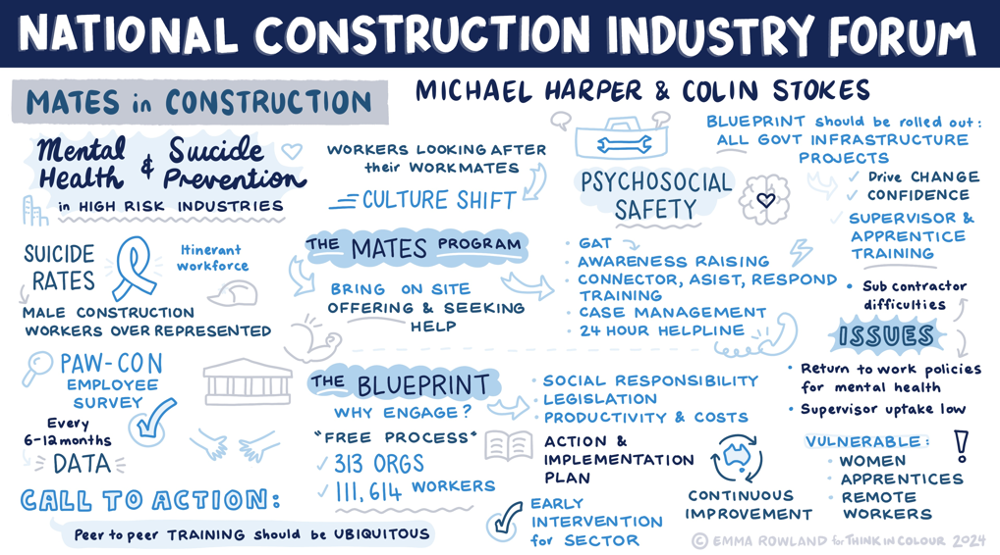 NATIONAL CONSTRUCTION INDUSTRY FORUM
MATES in CONSTRUCTION
MICHAEL HARPER & COLIN STOKES
Mental Health & Suicide Prevention
in HIGH RISK INDUSTRIES
SUICIDE
RATES
Itinerant
workforce
MALE CONSTRUCTION
WORKERS OVER REPRESENTED
PAW-CON
EMPLOYEE
SURVEY
Every
6-12 months
DATA
CALL TO ACTION:
Peer to peer TRAINING should be UBIQUITOUS
WORKERS LOOKING AFTER
their WORKMATES
CULTURE SHIFT
THE MATES PROGRAM
BRING ON SITE
OFFERING & SEEKING
HELP
THE BLUEPRINT
WHY ENGAGE?
"FREE PROCESS"
313 ORGS
111,614 WORKERS
PSYCHOSOCIAL
SAFETY
• GAT
• AWARENESS RAISING
• CONNECTOR, ASIST, RESPOND
TRAINING
• CASE MANAGEMENT
• 24 HOUR HELPLINE
• SOCIAL RESPONSIBILITY
• LEGISLATION
• PRODUCTIVITY & COSTS
ACTION &
IMPLEMENTATION
PLAN
EARLY
INTERVENTION
for SECTOR
CONTINUOUS
IMPROVEMENT
BLUEPRINT should be rolled out:
ALL GOVT INFRASTRUCTURE
PROJECTS
✓ Drive CHANGE
✓ CONFIDENCE
✓ SUPERVISOR &
APPRENTICE
TRAINING
• Sub contractor
difficulties
ISSUES
• Return to work policies
for mental health
• Supervisor uptake low
VULNERABLE: !
• WOMEN
• APPRENTICES
• REMOTE
WORKERS
© EMMA ROWLAND for THINK IN COLOUR 2024